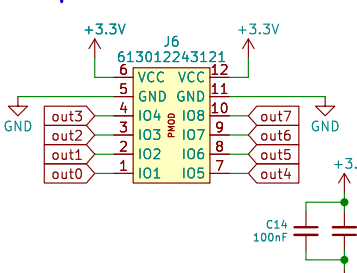 +3.3V +3.3V
J6
613012243121
6 VCC VCC 12
5 GND GND 11
GND GND
out3 4 IO4 IO8 10 out7
out2 3 IO3 IO7 9 out6
out1 2 IO2 IO6 8 out5
out0 1 IO1 IO5 7 out4
PMOD
+3.
C14
100nF